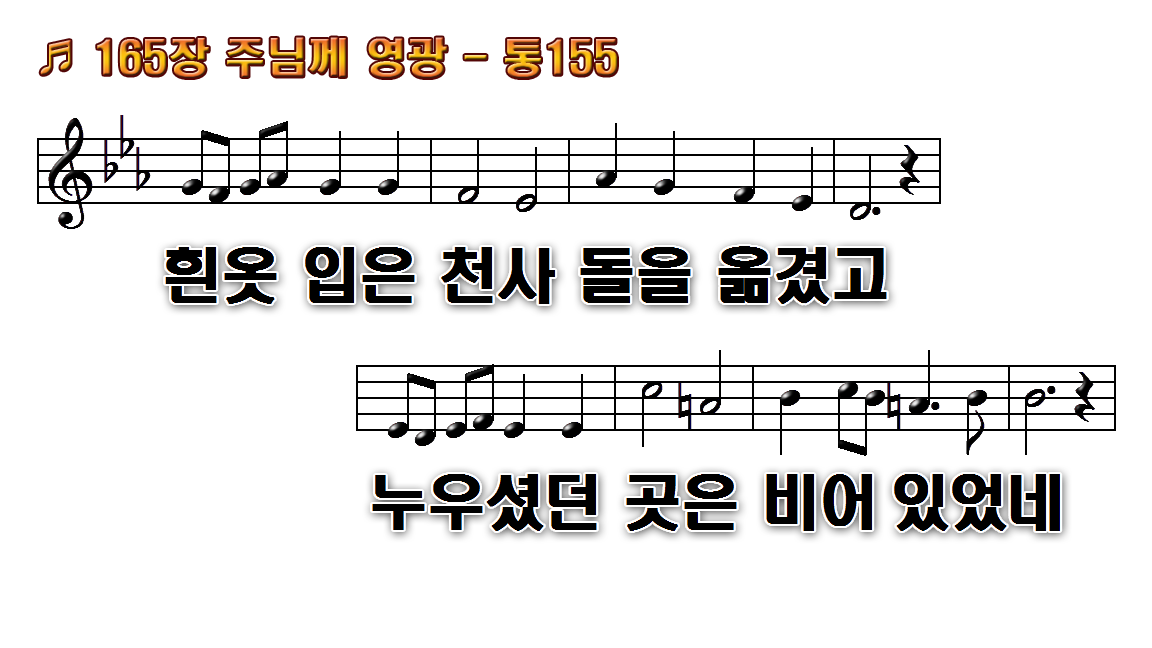 165장 주님께 영광 - 통155
흰옷 입은 천사 돌을 옮겼고
누우셨던 곳은 비어 있었네